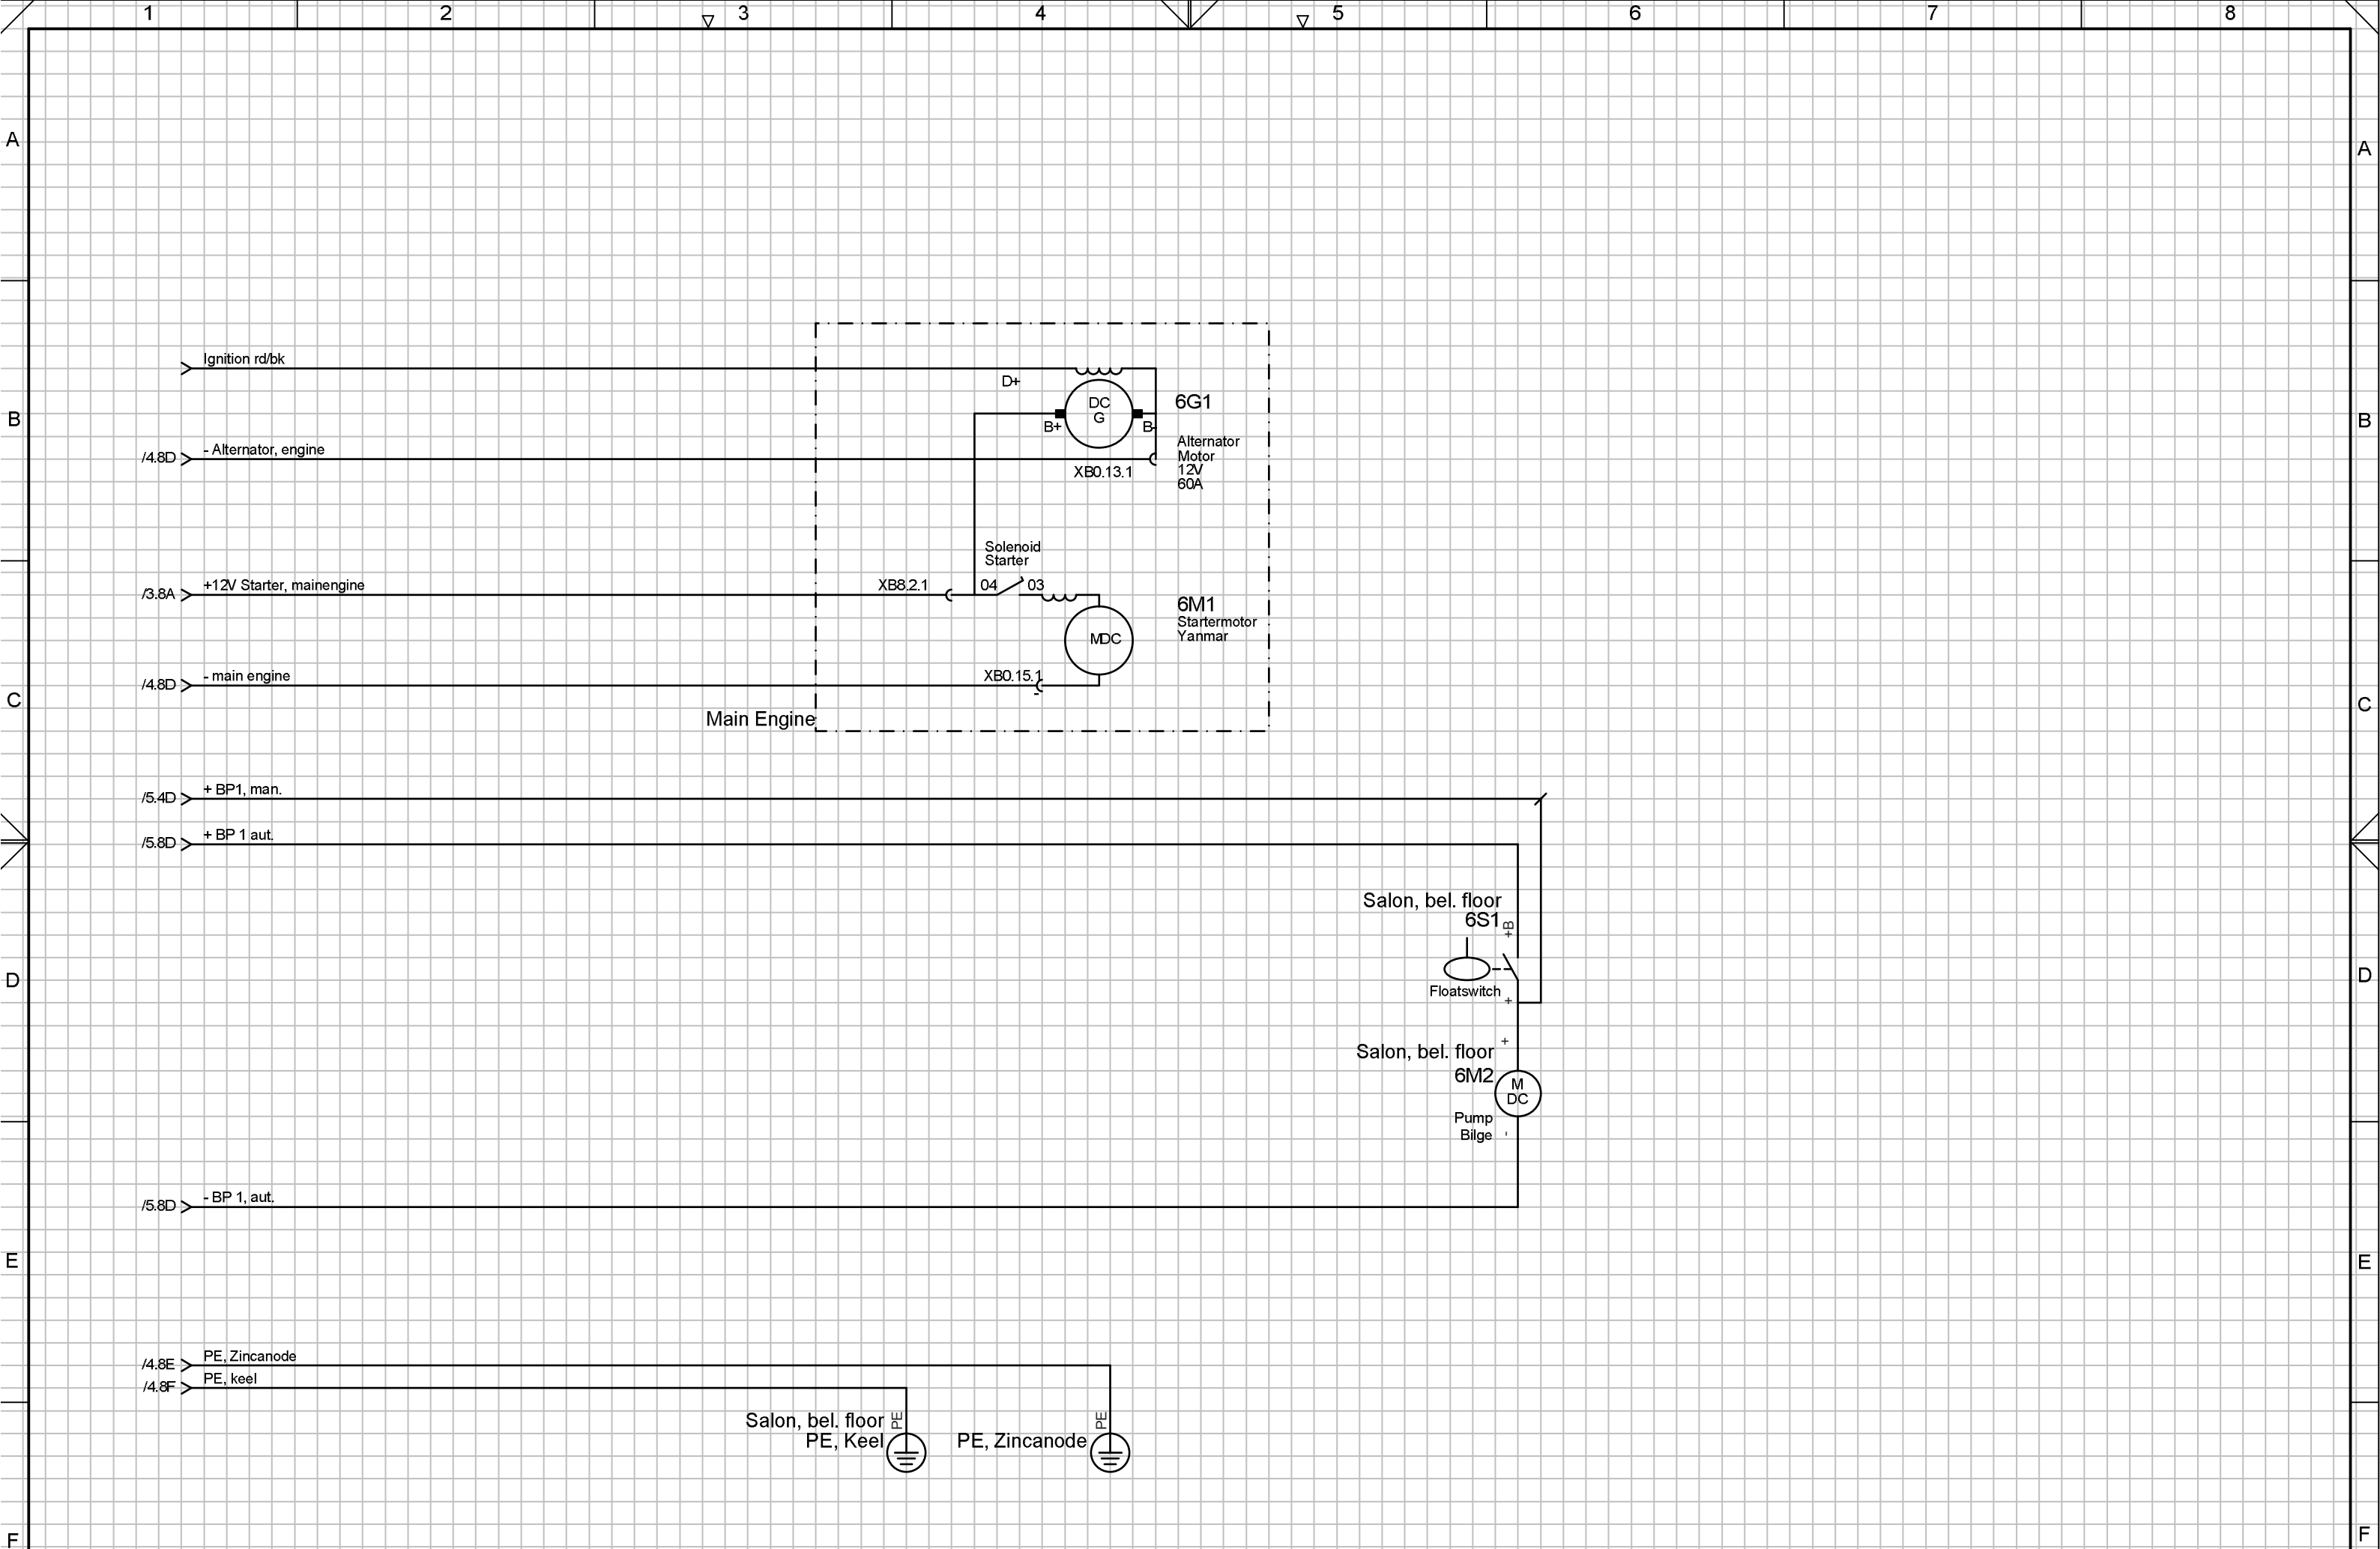 1 2 3 4 5 6 7 8
A A
Ignition rd/bk
D+
DC
G
6G1
B B
B+ B-
/4.8D - Alternator, engine
Alternator
Motor
12V
60A
XB0.13.1
Solenoid
Starter
/3.8A +12V Starter, mainengine XB8.2.1 04 03
6M1
Startermotor
Yanmar
MDC
/4.8D - main engine XB0.15.1
-
C C
Main Engine
/5.4D + BP1, man.
/5.8D + BP 1 aut.
Salon, bel. floor
6S1
+B
D D
Floatswitch +
+
Salon, bel. floor
6M2
M
DC
Pump
Bilge -
/5.8D - BP 1, aut.
E E
/4.8E PE, Zincanode
/4.8F PE, keel
Salon, bel. floor PE PE
PE, Keel PE, Zincanode
F F